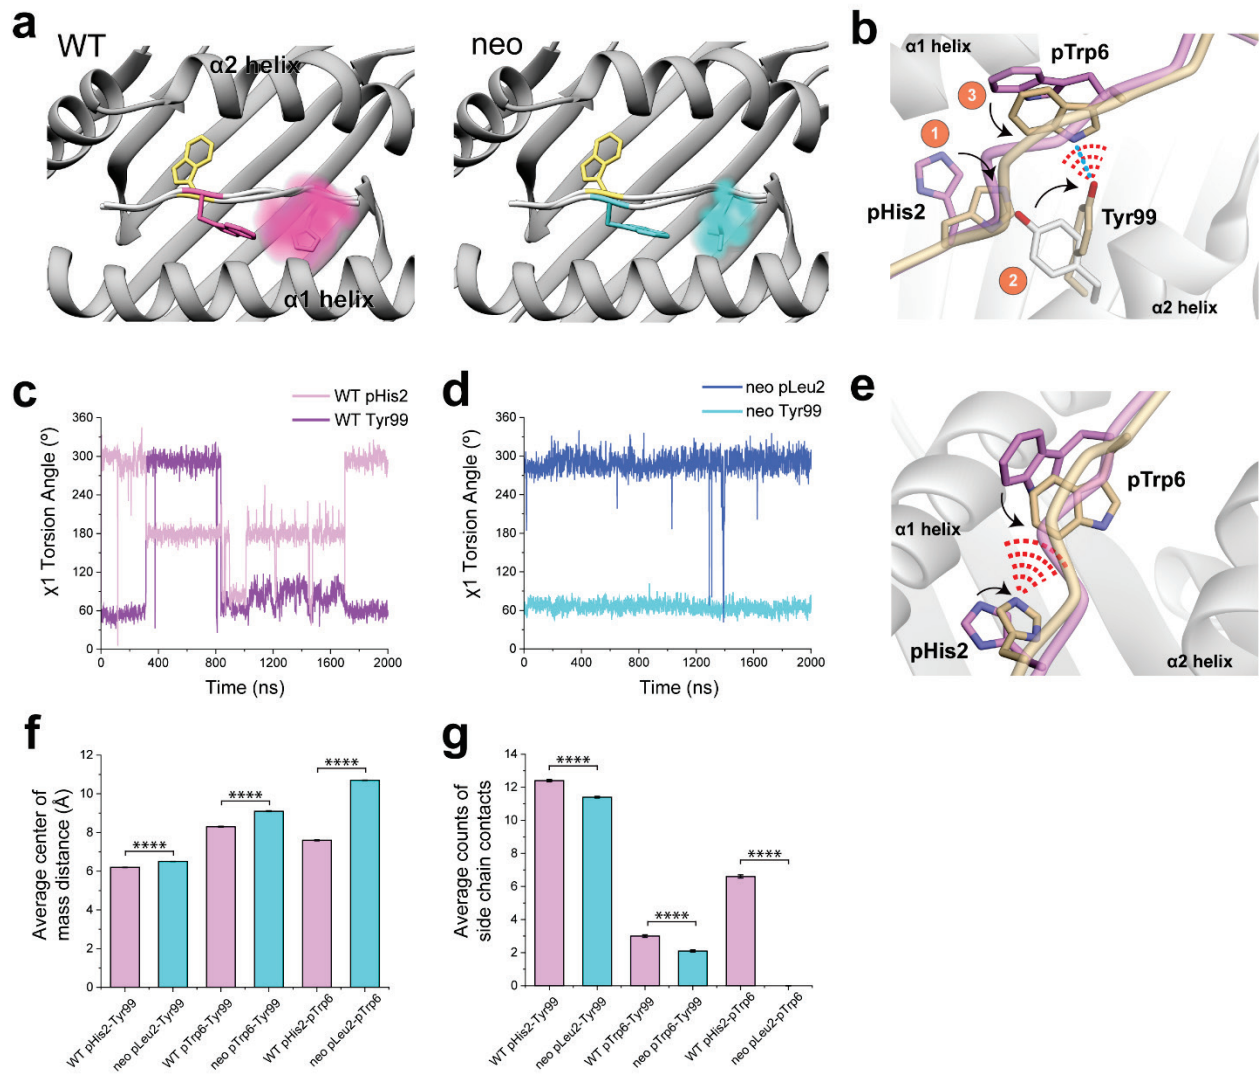 a
WT
α2 helix
α1 helix
neo
b
α1 helix
pTrp6
3
1
pHis2
Tyr99
2
α2 helix
c
WT pHis2
WT Tyr99
χ1 Torsion Angle (º)
360
300
240
180
120
60
0
0 400 800 1200 1600 2000
Time (ns)
d
neo pLeu2
neo Tyr99
χ1 Torsion Angle (º)
360
300
240
180
120
60
0
0 400 800 1200 1600 2000
Time (ns)
e
pTrp6
α1 helix
pHis2
α2 helix
f
Average center of
mass distance (Å)
12
10
8
6
4
2
0
****
****
****
WT pHis2-Tyr99
neo pLeu2-Tyr99
WT pTrp6-Tyr99
neo pTrp6-Tyr99
WT pHis2-pTrp6
neo pLeu2-pTrp6
g
Average counts of
side chain contacts
14
12
10
8
6
4
2
0
****
****
****
WT pHis2-Tyr99
neo pLeu2-Tyr99
WT pTrp6-Tyr99
neo pTrp6-Tyr99
WT pHis2-pTrp6
neo pLeu2-pTrp6